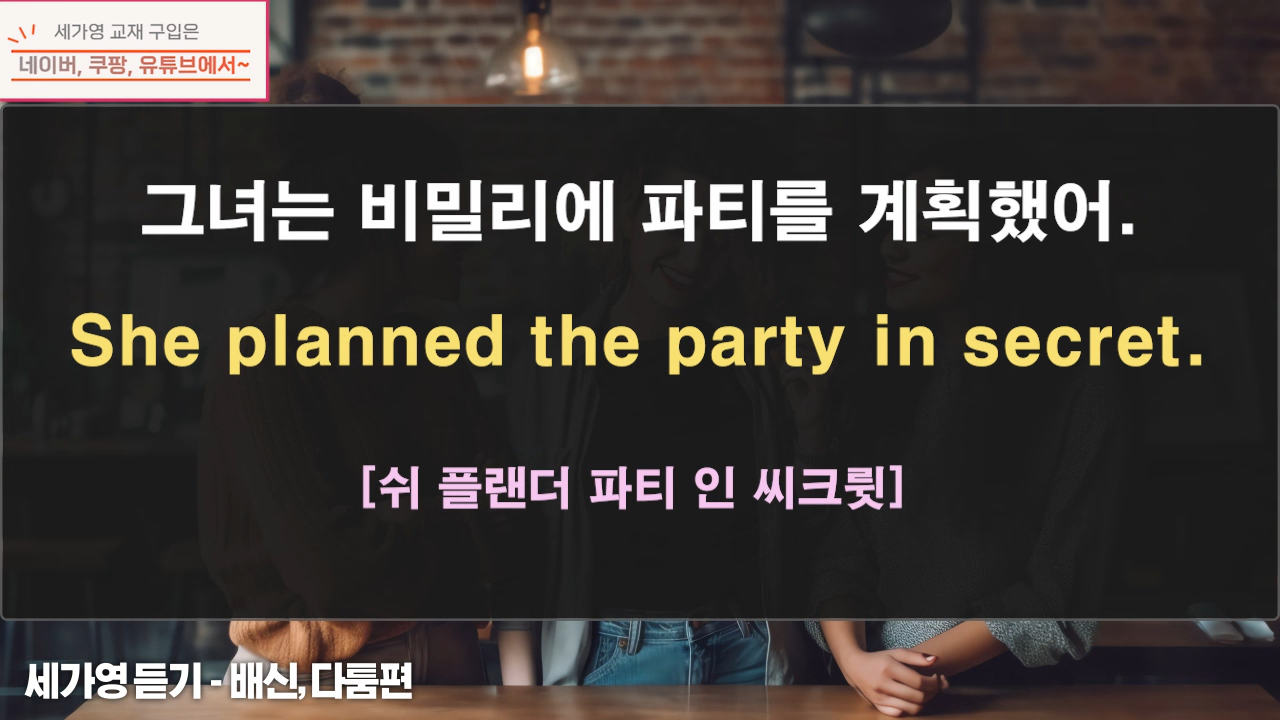 세가영 교재 구입은
네이버, 쿠팡, 유튜브에서~
그녀는 비밀리에 파티를 계획했어.
She planned the party in secret.
[쉬 플랜더 파티 인 씨크륏]
세가영 듣기 - 배신, 다툼편